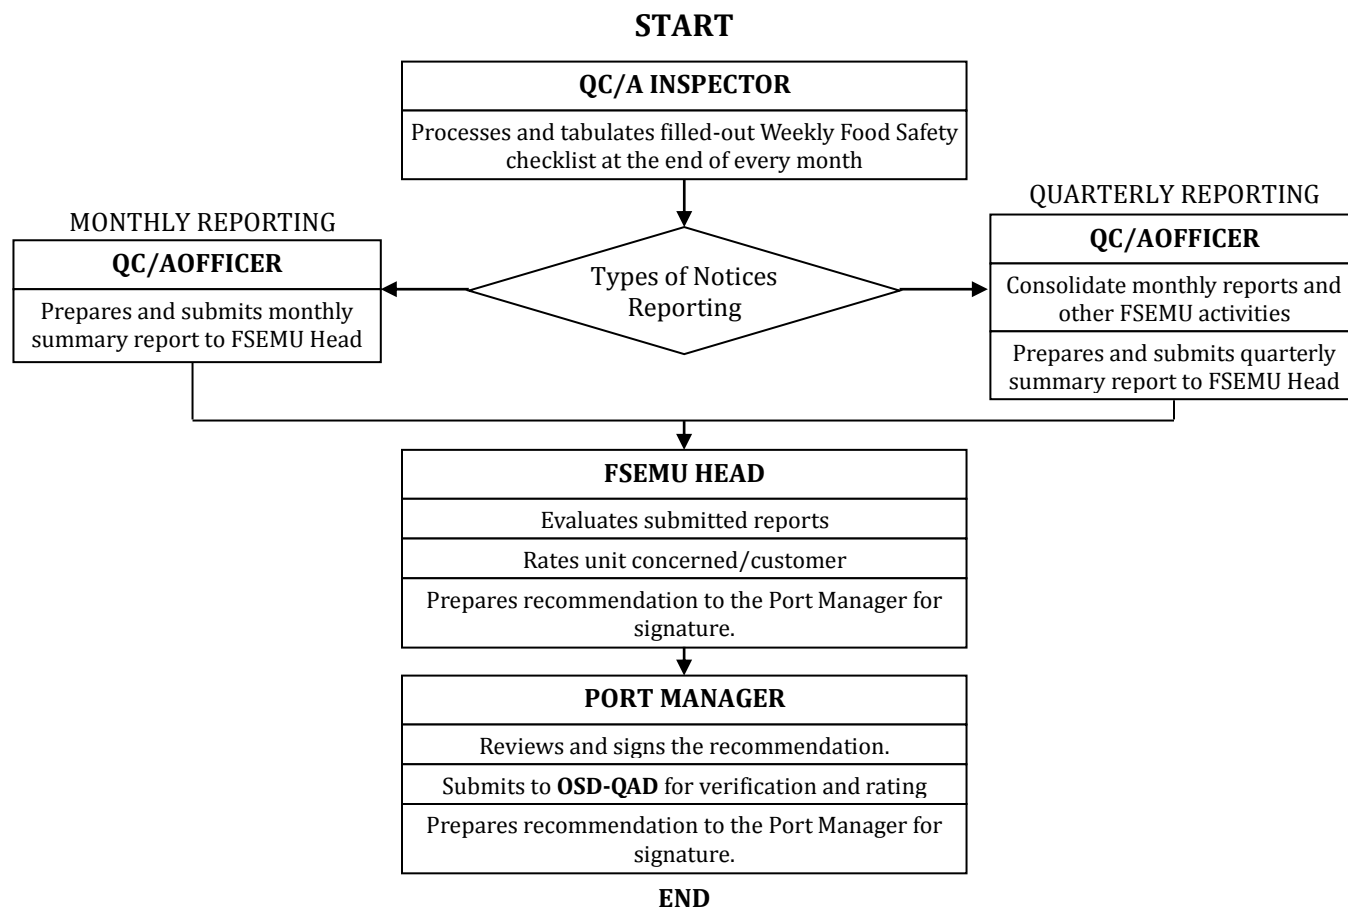 START
QC/A INSPECTOR
Processes and tabulates filled-out Weekly Food Safety
checklist at the end of every month
MONTHLY REPORTING
QC/AOFFICER
Prepares and submits monthly
summary report to FSEMU Head
Types of Notices
Reporting
QUARTERLY REPORTING
QC/AOFFICER
Consolidate monthly reports and
other FSEMU activities
Prepares and submits quarterly
summary report to FSEMU Head
FSEMU HEAD
Evaluates submitted reports
Rates unit concerned/customer
Prepares recommendation to the Port Manager for
signature.
PORT MANAGER
Reviews and signs the recommendation.
Submits to OSD-QAD for verification and rating
Prepares recommendation to the Port Manager for
signature.
END